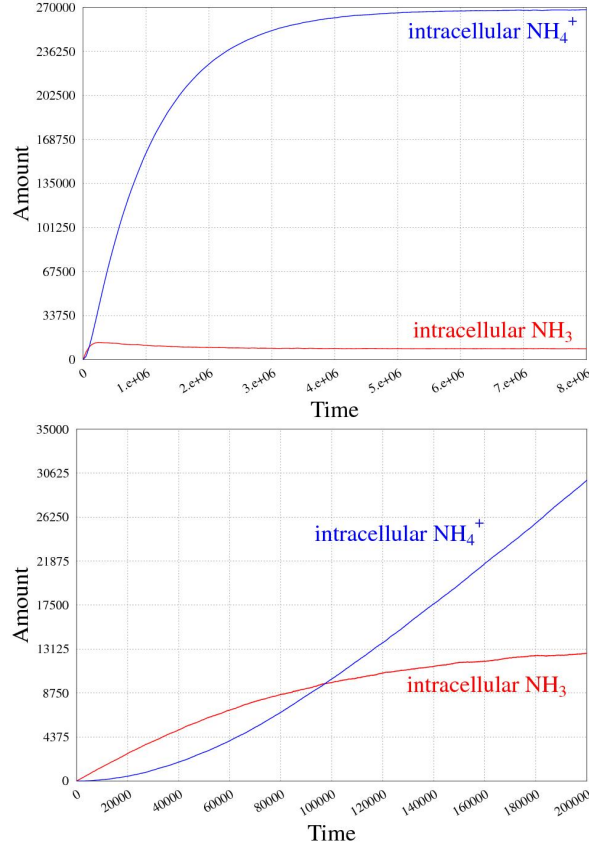 270000
236250
202500
168750
135000
101250
67500
33750
0
Amount
intracellular NH₄⁺
intracellular NH₃
0
1.e+06
2.e+06
3.e+06
4.e+06
5.e+06
6.e+06
7.e+06
8.e+06
Time
35000
30625
26250
21875
17500
13125
8750
4375
0
Amount
intracellular NH₄⁺
intracellular NH₃
0
20000
40000
60000
80000
100000
120000
140000
160000
180000
200000
Time